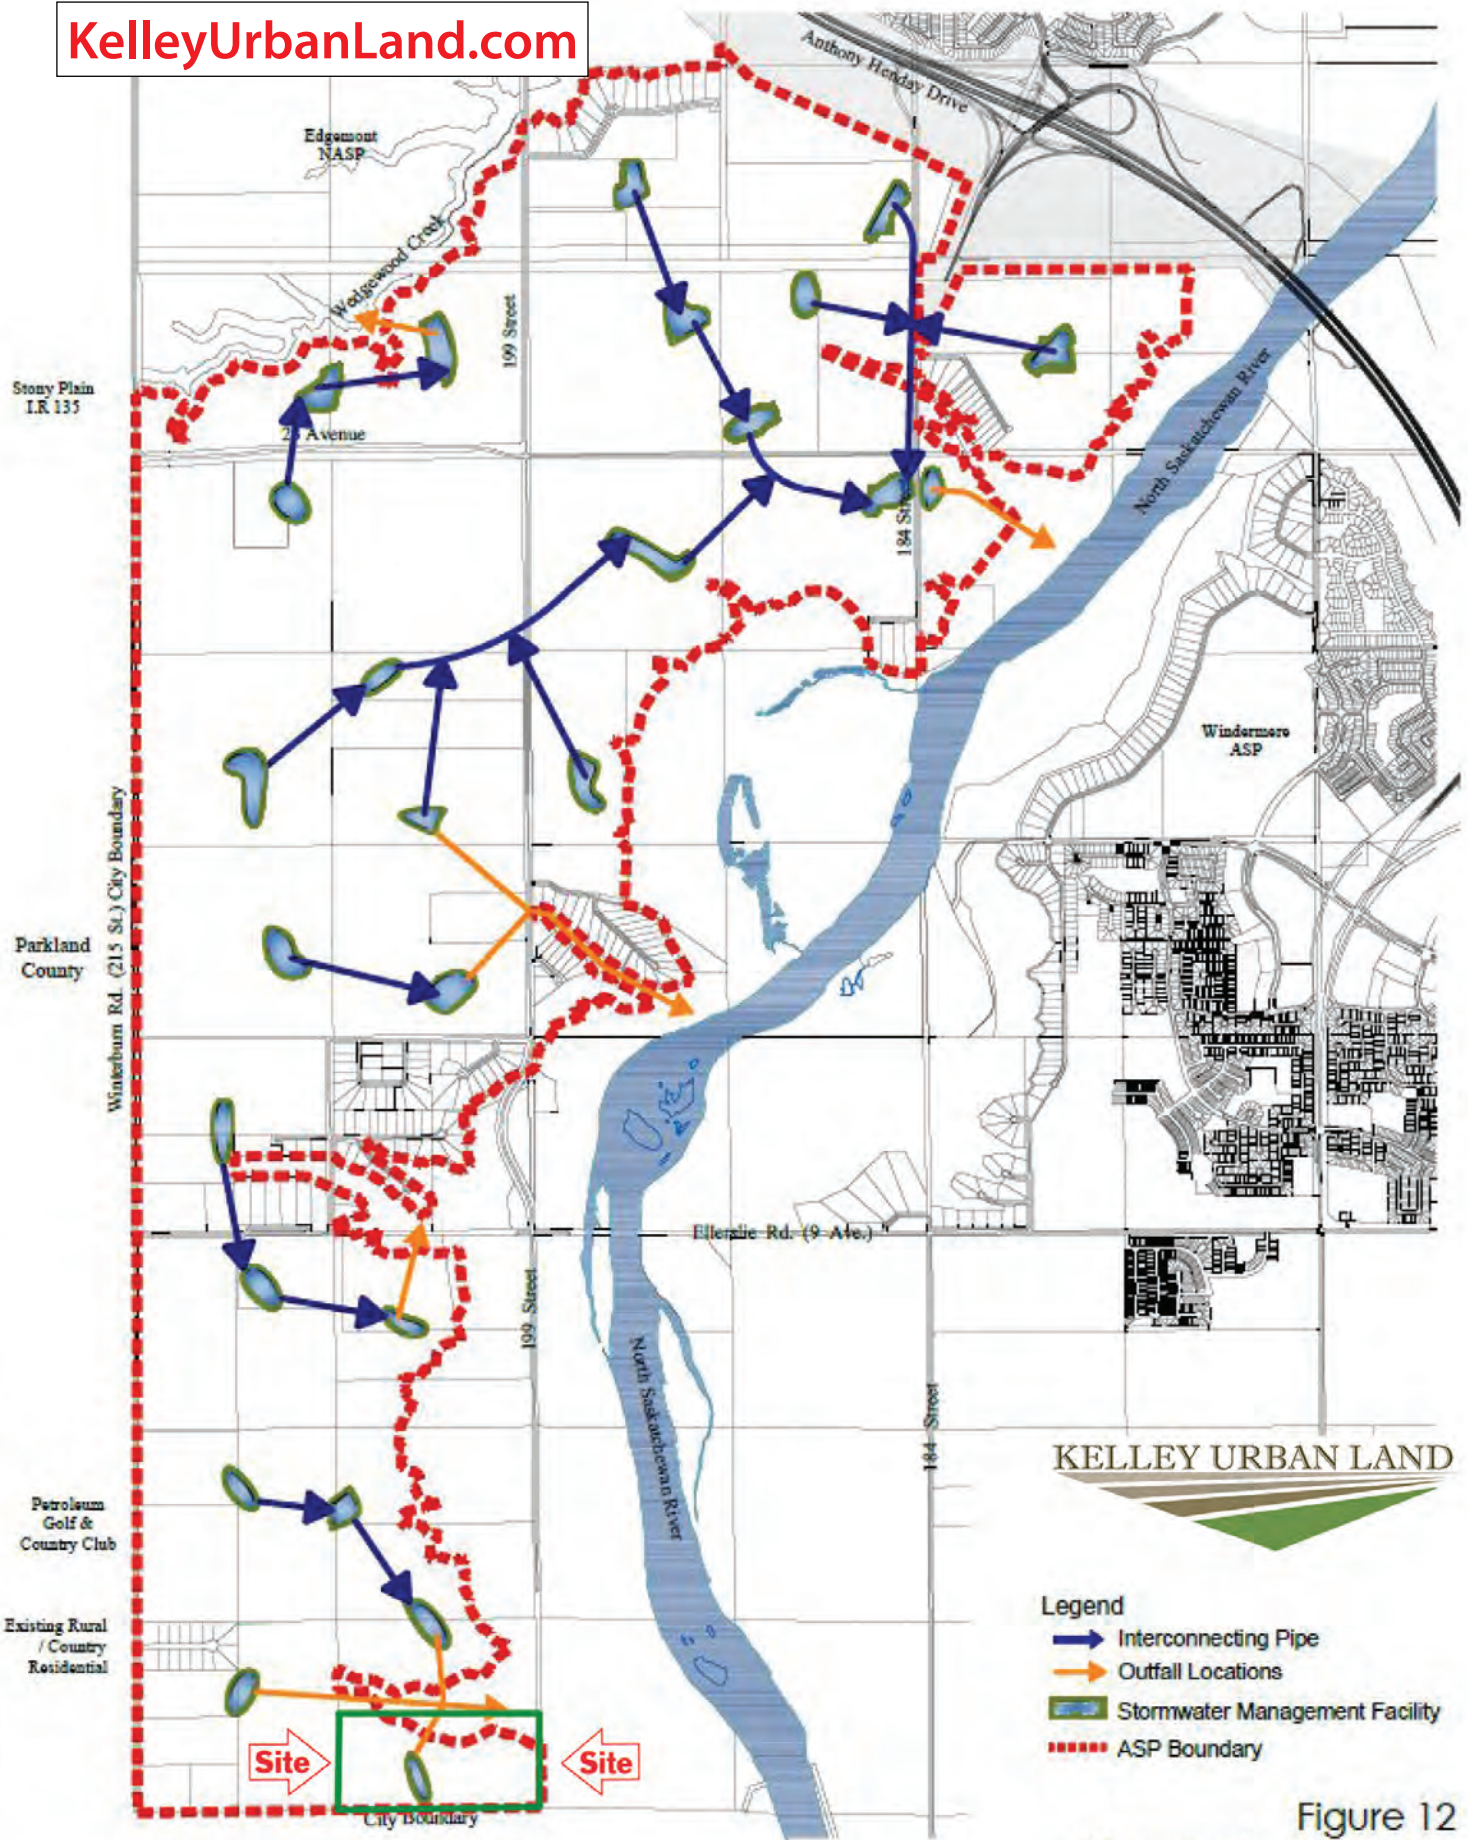 KelleyUrbanLand.com
Anthony Henday Drive
Edgemont
NASP
Wedgewood Creek
199 Street
Stony Plain
I.R 135
Avenue
North Saskatchewan River
184
Windermere
ASP
Winterburn Rd. (215 St.) City Boundary
Parkland
County
Ellerslie Rd. (9 Ave.)
199 Street
North Saskatchewan River
184 Street
KELLEY URBAN LAND
Petroleum
Golf &
Country Club
Existing Rural
/ Country
Residential
Legend
Interconnecting Pipe
Outfall Locations
Stormwater Management Facility
ASP Boundary
Site
Site
City Boundary
Figure 12